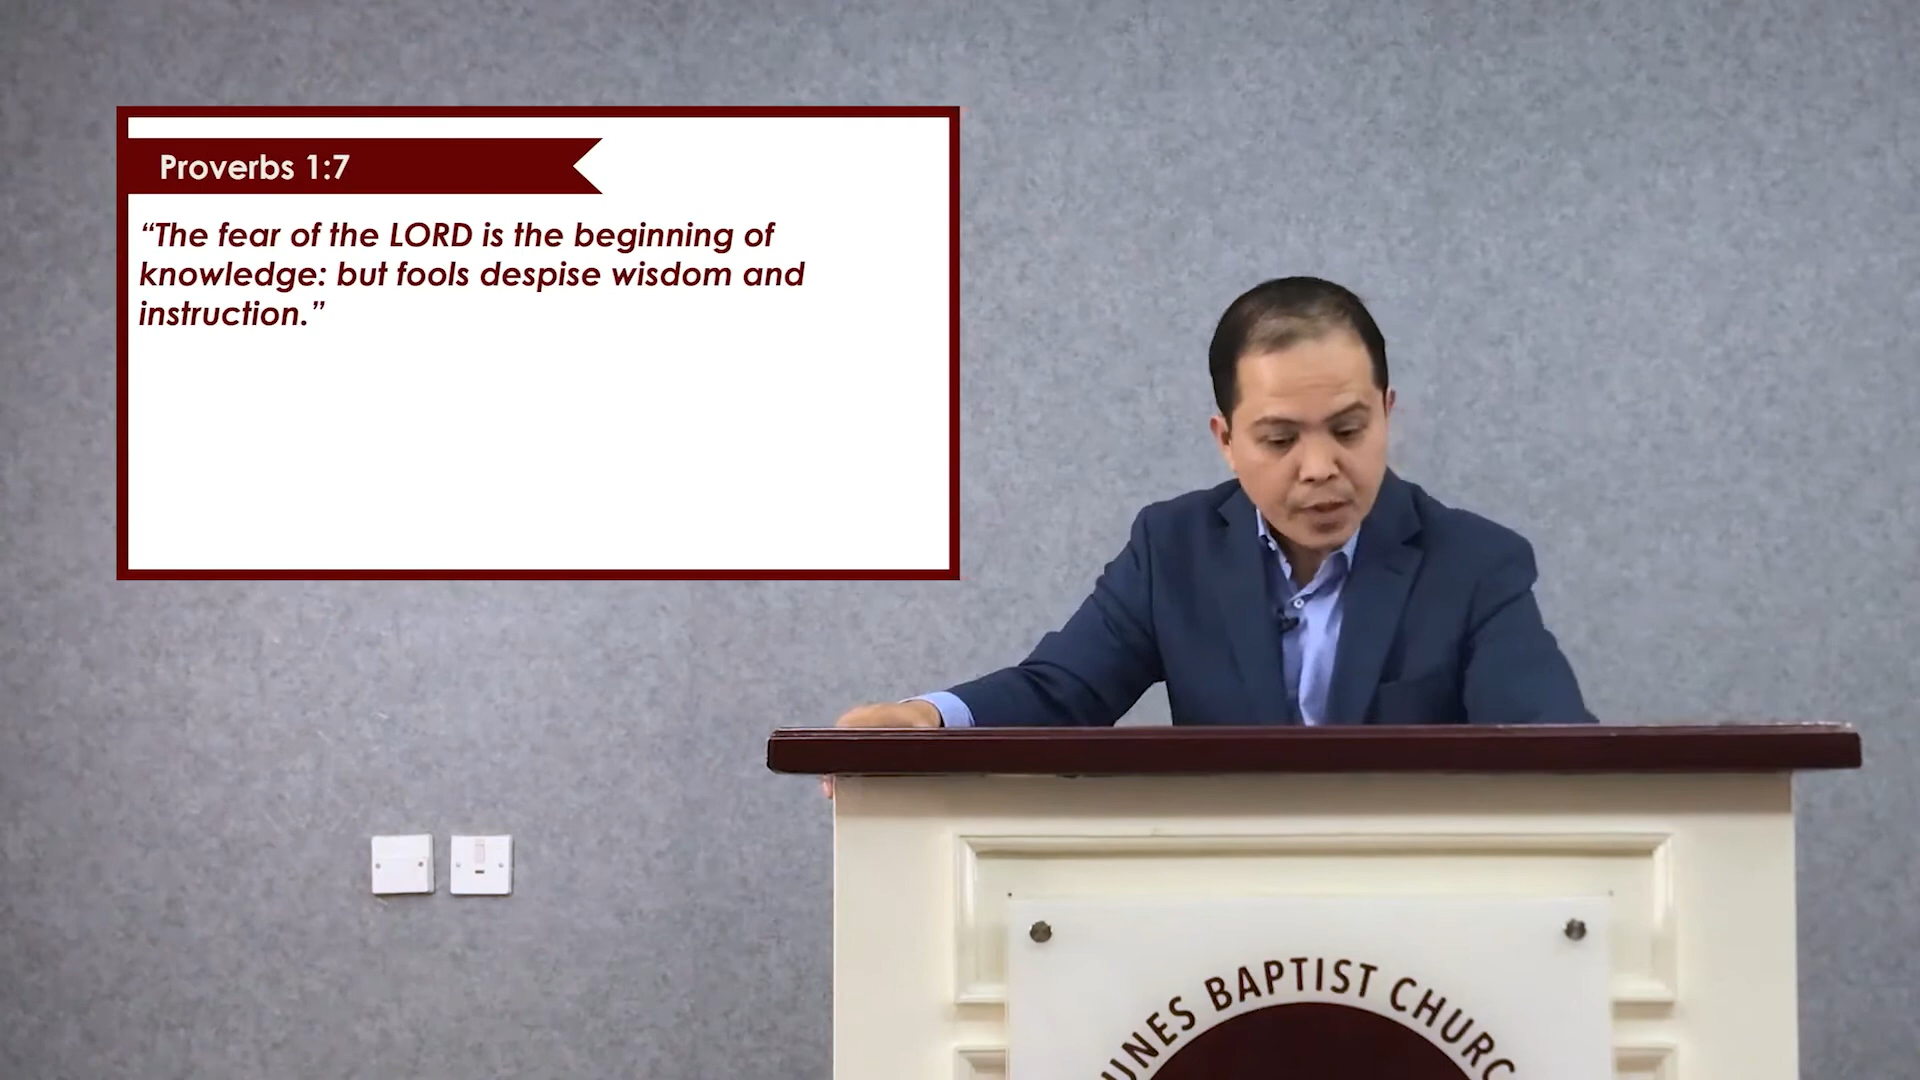 Proverbs 1:7
“The fear of the LORD is the beginning of
knowledge: but fools despise wisdom and
instruction.”
BAPTIST CHURC